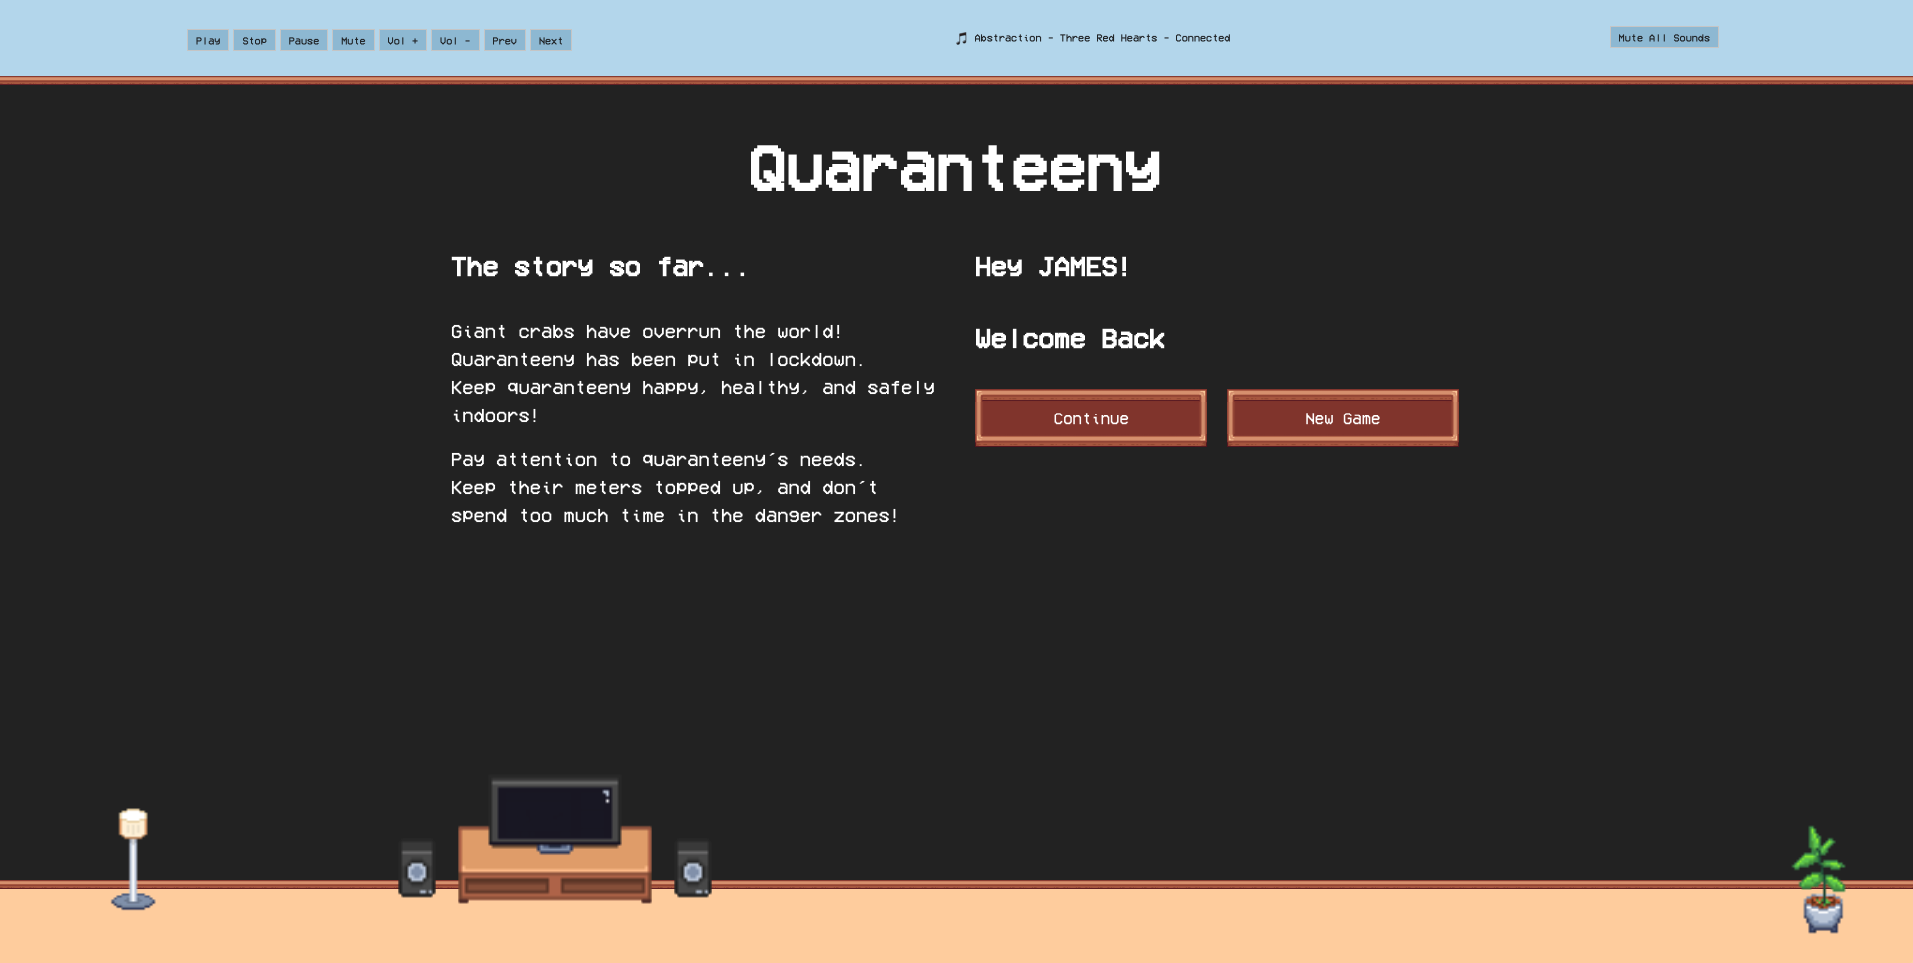 Play Stop Pause Mute Vol + Vol - Prev Next
Abstraction - Three Red Hearts - Connected
Mute All Sounds
Quaranteeny
The story so far...
Giant crabs have overrun the world!
Quaranteeny has been put in lockdown.
Keep quaranteeny happy, healthy, and safely
indoors!
Pay attention to quaranteeny's needs.
Keep their meters topped up, and don't
spend too much time in the danger zones!
Hey JAMES!
Welcome Back
Continue
New Game